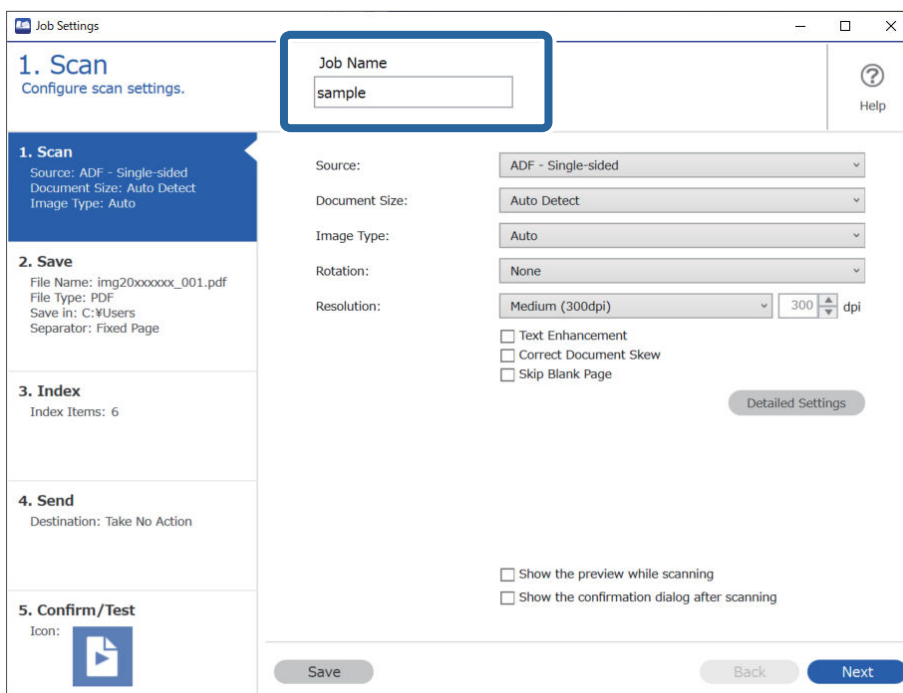 Job Settings
1. Scan
Configure scan settings.
Job Name
sample
Help
1. Scan
Source: ADF - Single-sided
Document Size: Auto Detect
Image Type: Auto
2. Save
File Name: img20xxxxxx_001.pdf
File Type: PDF
Save in: C:¥Users
Separator: Fixed Page
3. Index
Index Items: 6
4. Send
Destination: Take No Action
5. Confirm/Test
Icon:
Source: ADF - Single-sided
Document Size: Auto Detect
Image Type: Auto
Rotation: None
Resolution: Medium (300dpi) 300 dpi
Text Enhancement
Correct Document Skew
Skip Blank Page
Detailed Settings
Show the preview while scanning
Show the confirmation dialog after scanning
Save Back Next